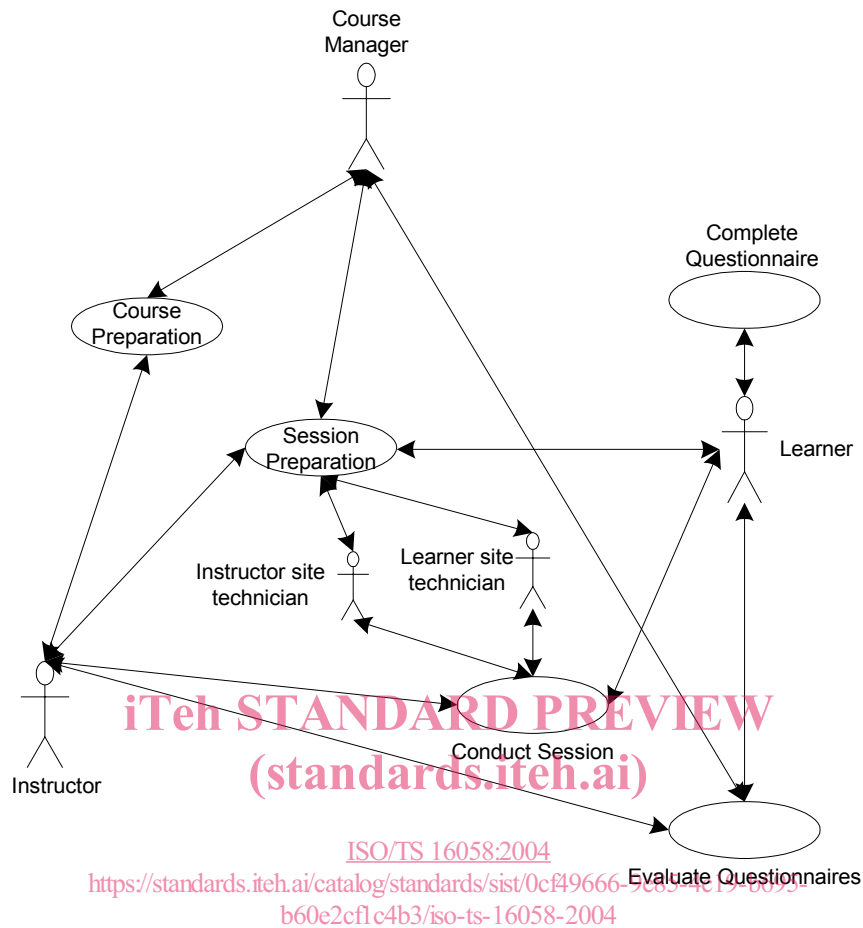 Course
Manager
Complete
Questionnaire
Course
Preparation
Session
Preparation
Learner
Instructor site
technician
Learner site
technician
iTeh STANDARD PREVIEW
Conduct Session
(standards.iteh.ai)
Instructor
ISO/TS 16058:2004
Evaluate Questionnaires
https://standards.iteh.ai/catalog/standards/sist/0cf49666-9e85-4c19-b695-
b60e2cf1c4b3/iso-ts-16058-2004